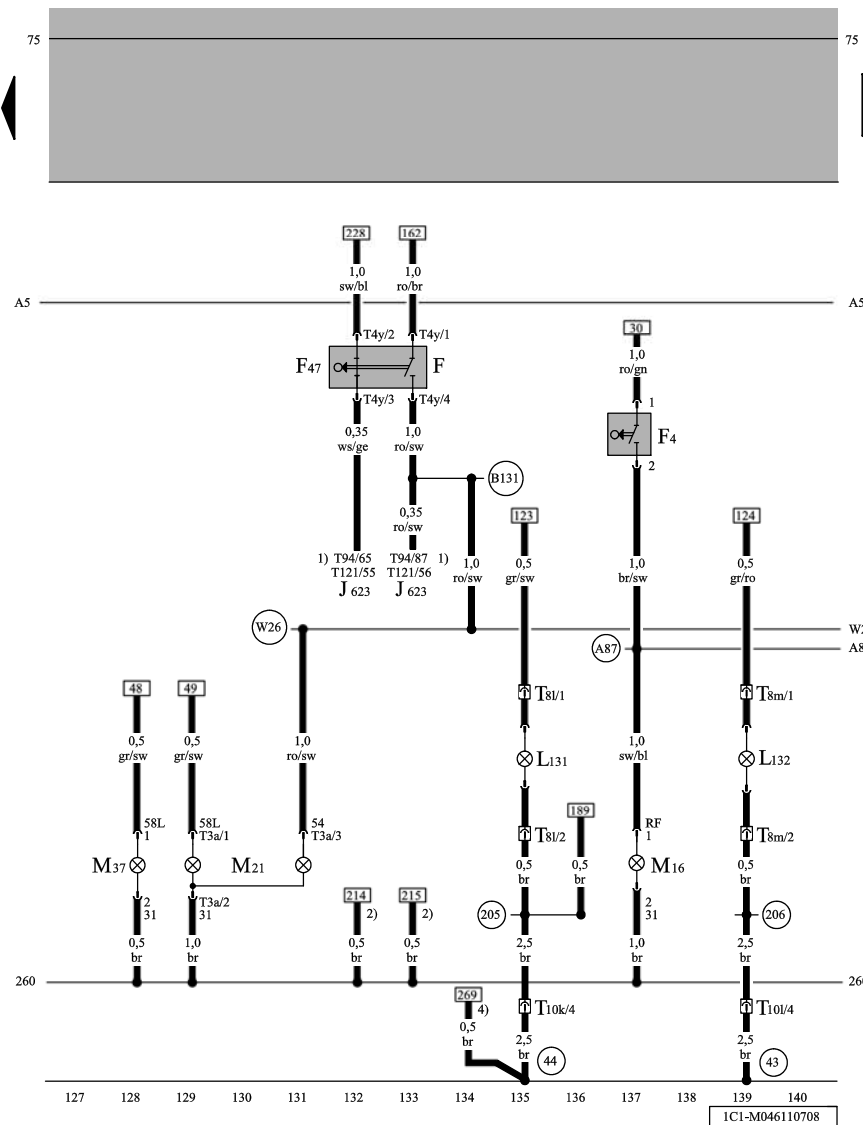 75 75
228 162
1,0 1,0
sw/bl ro/br
A5 A5
30
T4y/2 T4y/1
1,0
ro/gn
F47 F
T4y/3 T4y/4
1
0,35 1,0
ws/ge ro/sw
F4
2
B131
0,35
ro/sw
123 124
1) T94/65 T94/87 1)
T121/55 T121/56
J 623 J 623
1,0 0,5 1,0 0,5
ro/sw gr/sw br/sw gr/ro
W26
A87
48 49
T8l/1 T8m/1
0,5 0,5 1,0 1,0
gr/sw gr/sw ro/sw sw/bl
L131 L132
189
58L 58L 54 RF
1 T3a/1 T3a/3 1
T8l/2 T8m/2
M37 M21 M16
0,5 0,5 0,5
br br br
214 215
2 T3a/2 2
31 31 31
2) 2)
205 206
0,5 1,0 0,5 0,5 2,5 1,0 2,5
br br br br br br br
260
269
4)
T10k/4 T10l/4
0,5
br
2,5 2,5
br br
44 43
127 128 129 130 131 132 133 134 135 136 137 138 139 140
1C1-M046110708